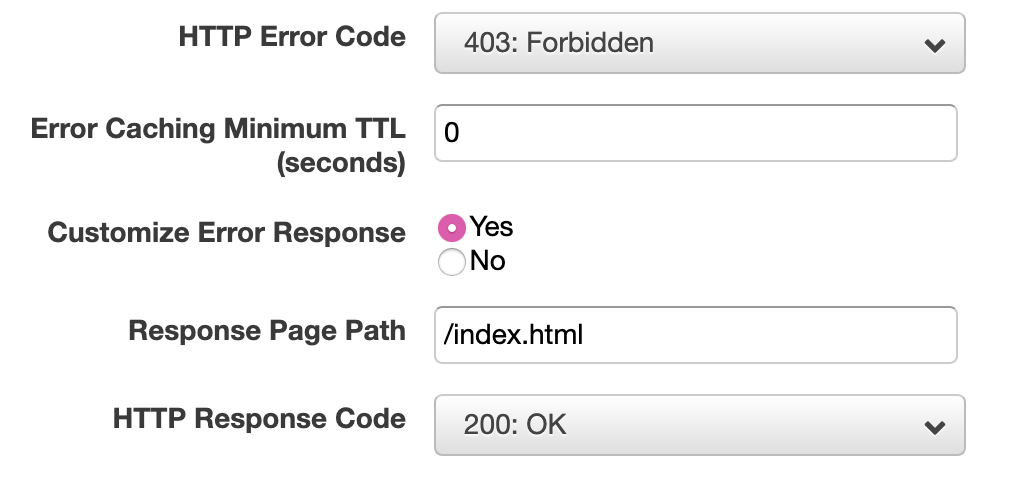 HTTP Error Code
403: Forbidden
Error Caching Minimum TTL
(seconds)
0
Customize Error Response
Yes
No
Response Page Path
/index.html
HTTP Response Code
200: OK